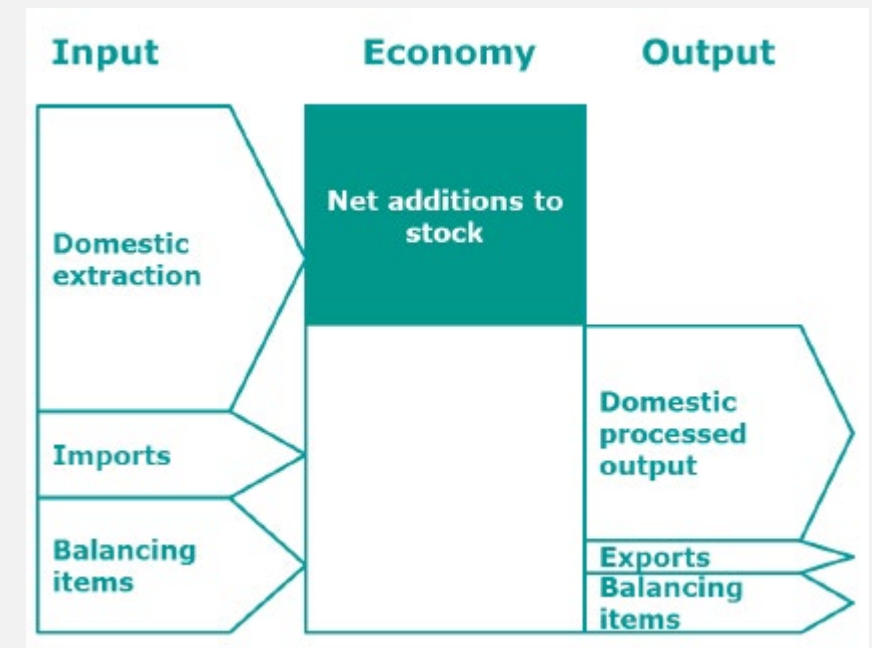 Input
Economy
Output
Net additions to
stock
Domestic
extraction
Imports
Balancing
items
Domestic
processed
output
Exports
Balancing
items